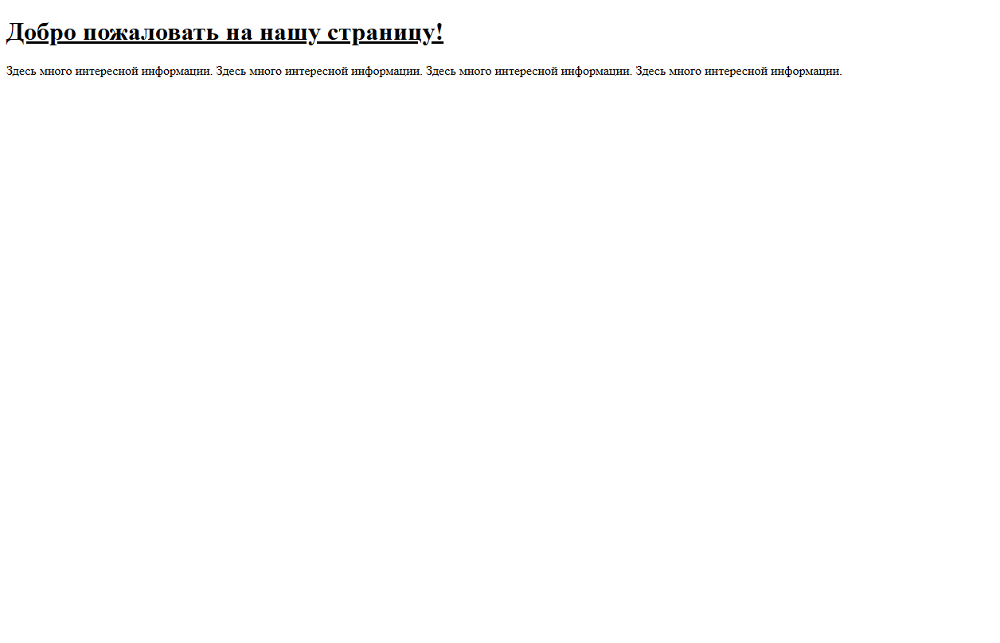 Добро пожаловать на нашу страницу!
Здесь много интересной информации. Здесь много интересной информации. Здесь много интересной информации. Здесь много интересной информации.